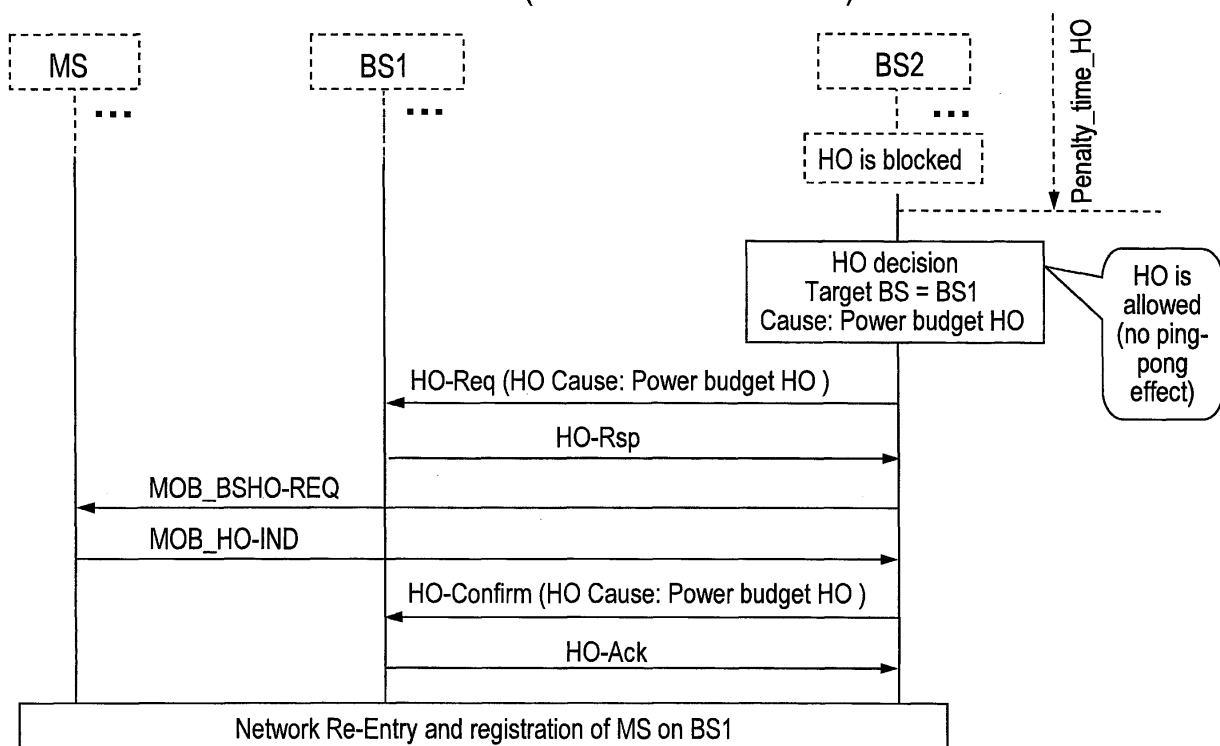 MS
BS1
BS2
...
...
...
Penalty_time_HO
HO is blocked
HO decision
Target BS = BS1
Cause: Power budget HO
HO is
allowed
(no ping-
pong
effect)
HO-Req (HO Cause: Power budget HO )
HO-Rsp
MOB_BSHO-REQ
MOB_HO-IND
HO-Confirm (HO Cause: Power budget HO )
HO-Ack
Network Re-Entry and registration of MS on BS1